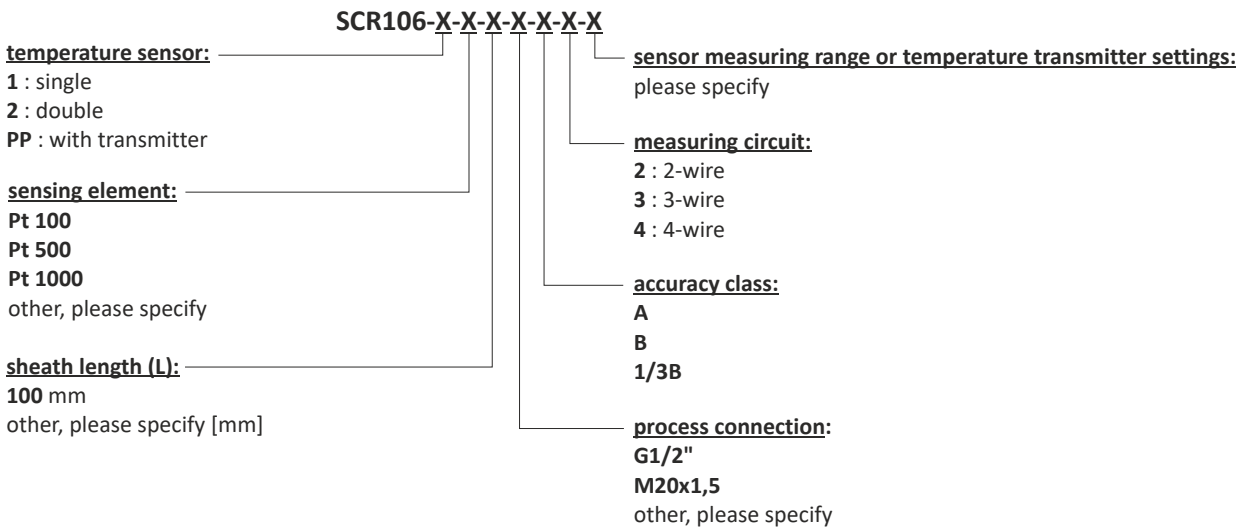 SCR106-X-X-X-X-X-X-X
temperature sensor:
1 : single
2 : double
PP : with transmitter
sensing element:
Pt 100
Pt 500
Pt 1000
other, please specify
sheath length (L):
100 mm
other, please specify [mm]
sensor measuring range or temperature transmitter settings:
please specify
measuring circuit:
2 : 2-wire
3 : 3-wire
4 : 4-wire
accuracy class:
A
B
1/3B
process connection:
G1/2"
M20x1,5
other, please specify